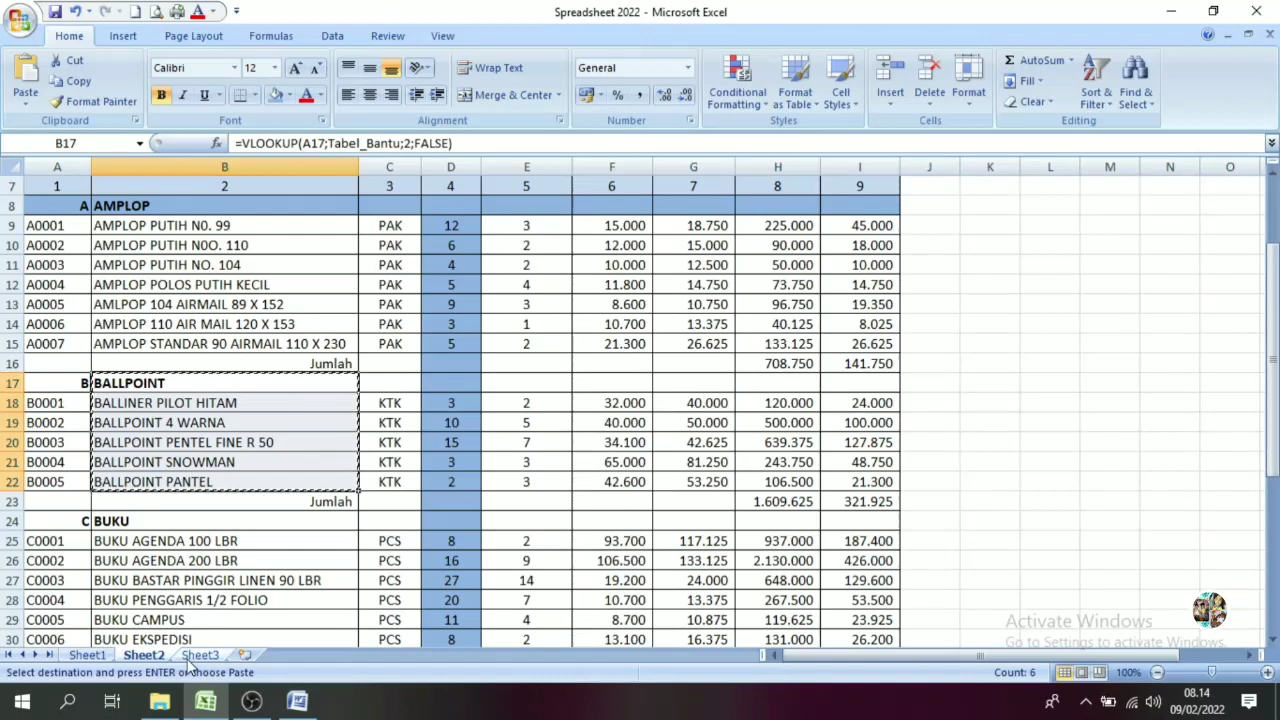 Spreadsheet 2022 - Microsoft Excel
Home Insert Page Layout Formulas Data Review View
Paste Cut Copy Format Painter
Calibri 12 Wrap Text Merge & Center
General
Conditional Formatting Format as Table Cell Styles
Insert Delete Format
AutoSum Fill Clear Sort & Filter Find & Select
Clipboard Font Alignment Number Styles Cells Editing
B17 =VLOOKUP(A17;Tabel_Bantu;2;FALSE)
A B C D E F G H I J K L M N O
7 1 2 3 4 5 6 7 8 9
8 A AMPLOP
9 A0001 AMPLOP PUTIH N0. 99 PAK 12 3 15.000 18.750 225.000 45.000
10 A0002 AMPLOP PUTIH N0O. 110 PAK 6 2 12.000 15.000 90.000 18.000
11 A0003 AMPLOP PUTIH NO. 104 PAK 4 2 10.000 12.500 50.000 10.000
12 A0004 AMPLOP POLOS PUTIH KECIL PAK 5 4 11.800 14.750 73.750 14.750
13 A0005 AMLPOP 104 AIRMAIL 89 X 152 PAK 9 3 8.600 10.750 96.750 19.350
14 A0006 AMPLOP 110 AIR MAIL 120 X 153 PAK 3 1 10.700 13.375 40.125 8.025
15 A0007 AMPLOP STANDAR 90 AIRMAIL 110 X 230 PAK 5 2 21.300 26.625 133.125 26.625
16 Jumlah 708.750 141.750
17 B BALLPOINT
18 B0001 BALLINER PILOT HITAM KTK 3 2 32.000 40.000 120.000 24.000
19 B0002 BALLPOINT 4 WARNA KTK 10 5 40.000 50.000 500.000 100.000
20 B0003 BALLPOINT PENTEL FINE R 50 KTK 15 7 34.100 42.625 639.375 127.875
21 B0004 BALLPOINT SNOWMAN KTK 3 3 65.000 81.250 243.750 48.750
22 B0005 BALLPOINT PANTEL KTK 2 3 42.600 53.250 106.500 21.300
23 Jumlah 1.609.625 321.925
24 C BUKU
25 C0001 BUKU AGENDA 100 LBR PCS 8 2 93.700 117.125 937.000 187.400
26 C0002 BUKU AGENDA 200 LBR PCS 16 9 106.500 133.125 2.130.000 426.000
27 C0003 BUKU BASTAR PINGGIR LINEN 90 LBR PCS 27 14 19.200 24.000 648.000 129.600
28 C0004 BUKU PENGGARIS 1/2 FOLIO PCS 20 7 10.700 13.375 267.500 53.500
29 C0005 BUKU CAMPUS PCS 11 4 8.700 10.875 119.625 23.925
30 C0006 BUKU EKSPEDISI PCS 8 2 13.100 16.375 131.000 26.200
Activate Windows
Go to Settings to activate Windows.
Sheet1 Sheet2 Sheet3
Select destination and press ENTER or choose Paste Count: 6 100%
08.14
09/02/2022